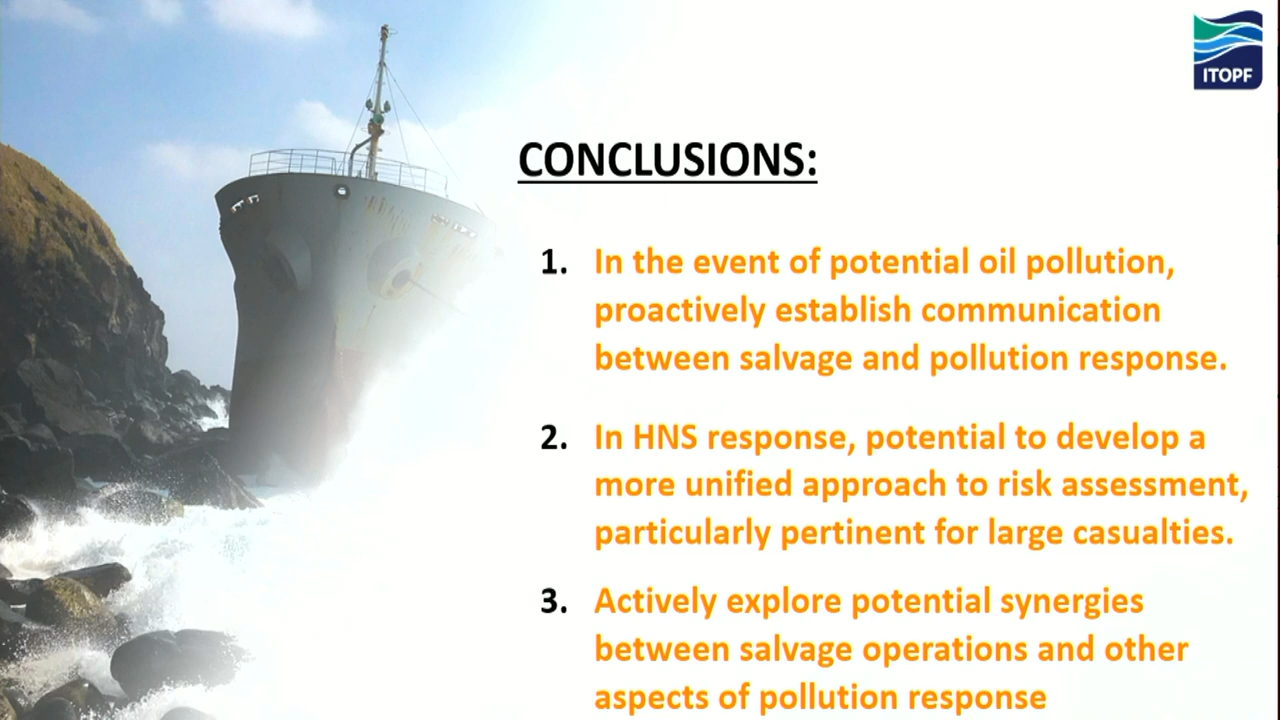 ITOPF
CONCLUSIONS:
1. In the event of potential oil pollution,
proactively establish communication
between salvage and pollution response.
2. In HNS response, potential to develop a
more unified approach to risk assessment,
particularly pertinent for large casualties.
3. Actively explore potential synergies
between salvage operations and other
aspects of pollution response